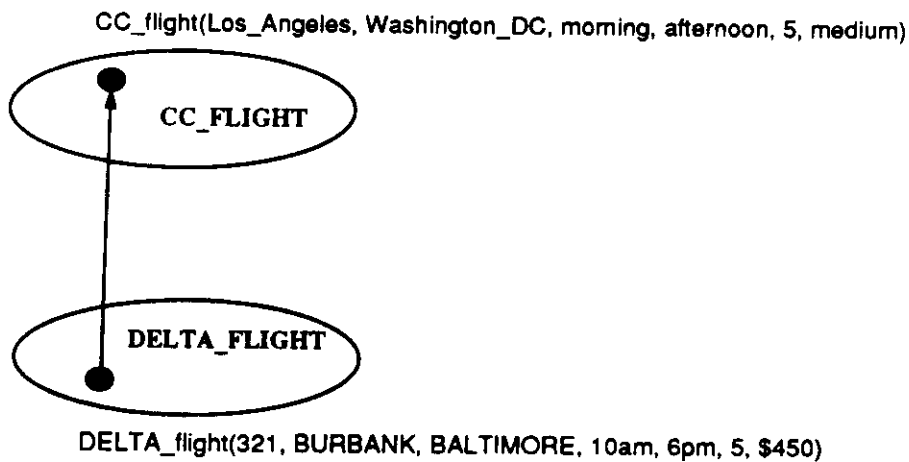 CC_flight(Los_Angeles, Washington_DC, morning, afternoon, 5, medium)
CC_FLIGHT
DELTA_FLIGHT
DELTA_flight(321, BURBANK, BALTIMORE, 10am, 6pm, 5, $450)